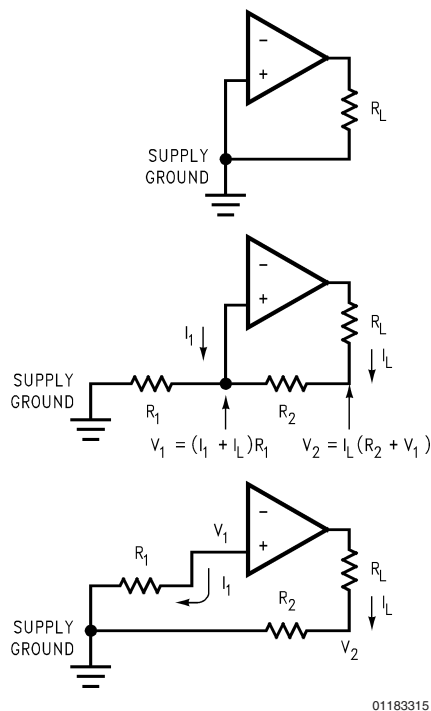 −
+
R_L
SUPPLY
GROUND
−
+
I_1
R_L
I_L
SUPPLY
GROUND
R_1
R_2
V_1 = (I_1 + I_L)R_1
V_2 = I_L(R_2 + V_1)
−
+
V_1
R_1
I_1
R_L
R_2
I_L
SUPPLY
GROUND
V_2
01183315